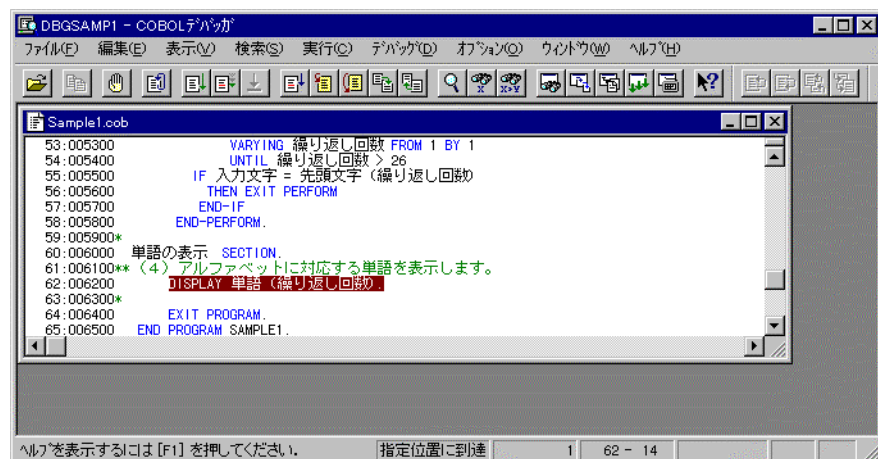 DBGSAMP1 - COBOLﾃﾞﾊﾞｯｶﾞ
ﾌｧｲﾙ(F) 編集(E) 表示(V) 検索(S) 実行(C) ﾃﾞﾊﾞｯｸﾞ(D) ｵﾌﾟｼｮﾝ(O) ｳｨﾝﾄﾞｳ(W) ﾍﾙﾌﾟ(H)
Sample1.cob
53:005300 VARYING 繰り返し回数 FROM 1 BY 1
54:005400 UNTIL 繰り返し回数 > 26
55:005500 IF 入力文字 = 先頭文字（繰り返し回数）
56:005600 THEN EXIT PERFORM
57:005700 END-IF
58:005800 END-PERFORM.
59:005900*
60:006000 単語の表示 SECTION.
61:006100**（４）アルファベットに対応する単語を表示します。
62:006200 DISPLAY 単語（繰り返し回数）.
63:006300*
64:006400 EXIT PROGRAM.
65:006500 END PROGRAM SAMPLE1.
ﾍﾙﾌﾟを表示するには [F1] を押してください. 指定位置に到達 1 62 - 14